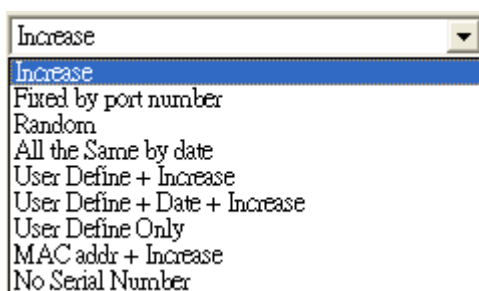 Increase
Increase
Fixed by port number
Random
All the Same by date
User Define + Increase
User Define + Date + Increase
User Define Only
MAC addr + Increase
No Serial Number